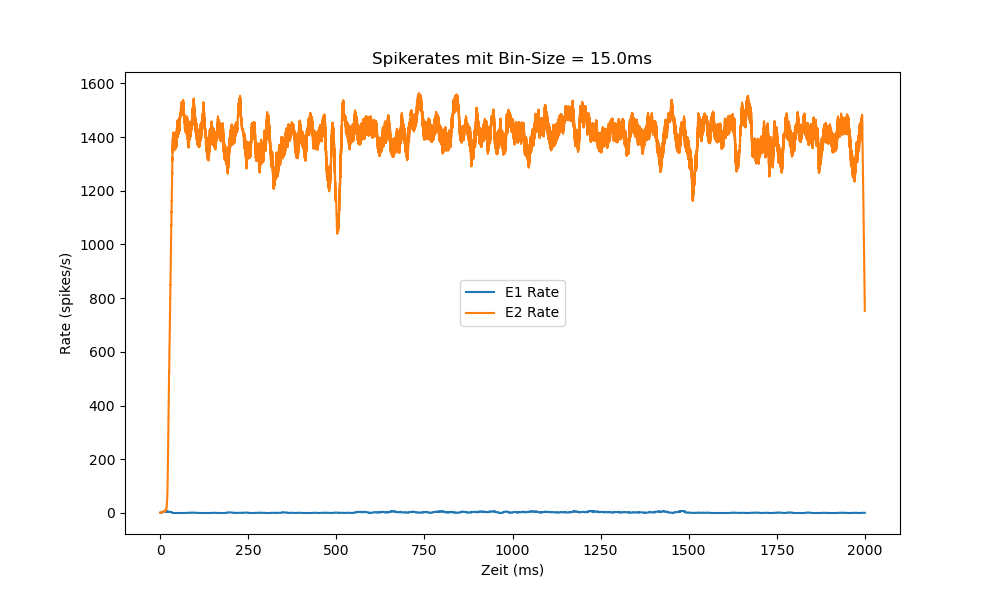 Spikerates mit Bin-Size = 15.0ms
1600
1400
1200
1000
800
600
400
200
0
Rate (spikes/s)
E1 Rate
E2 Rate
0 250 500 750 1000 1250 1500 1750 2000
Zeit (ms)